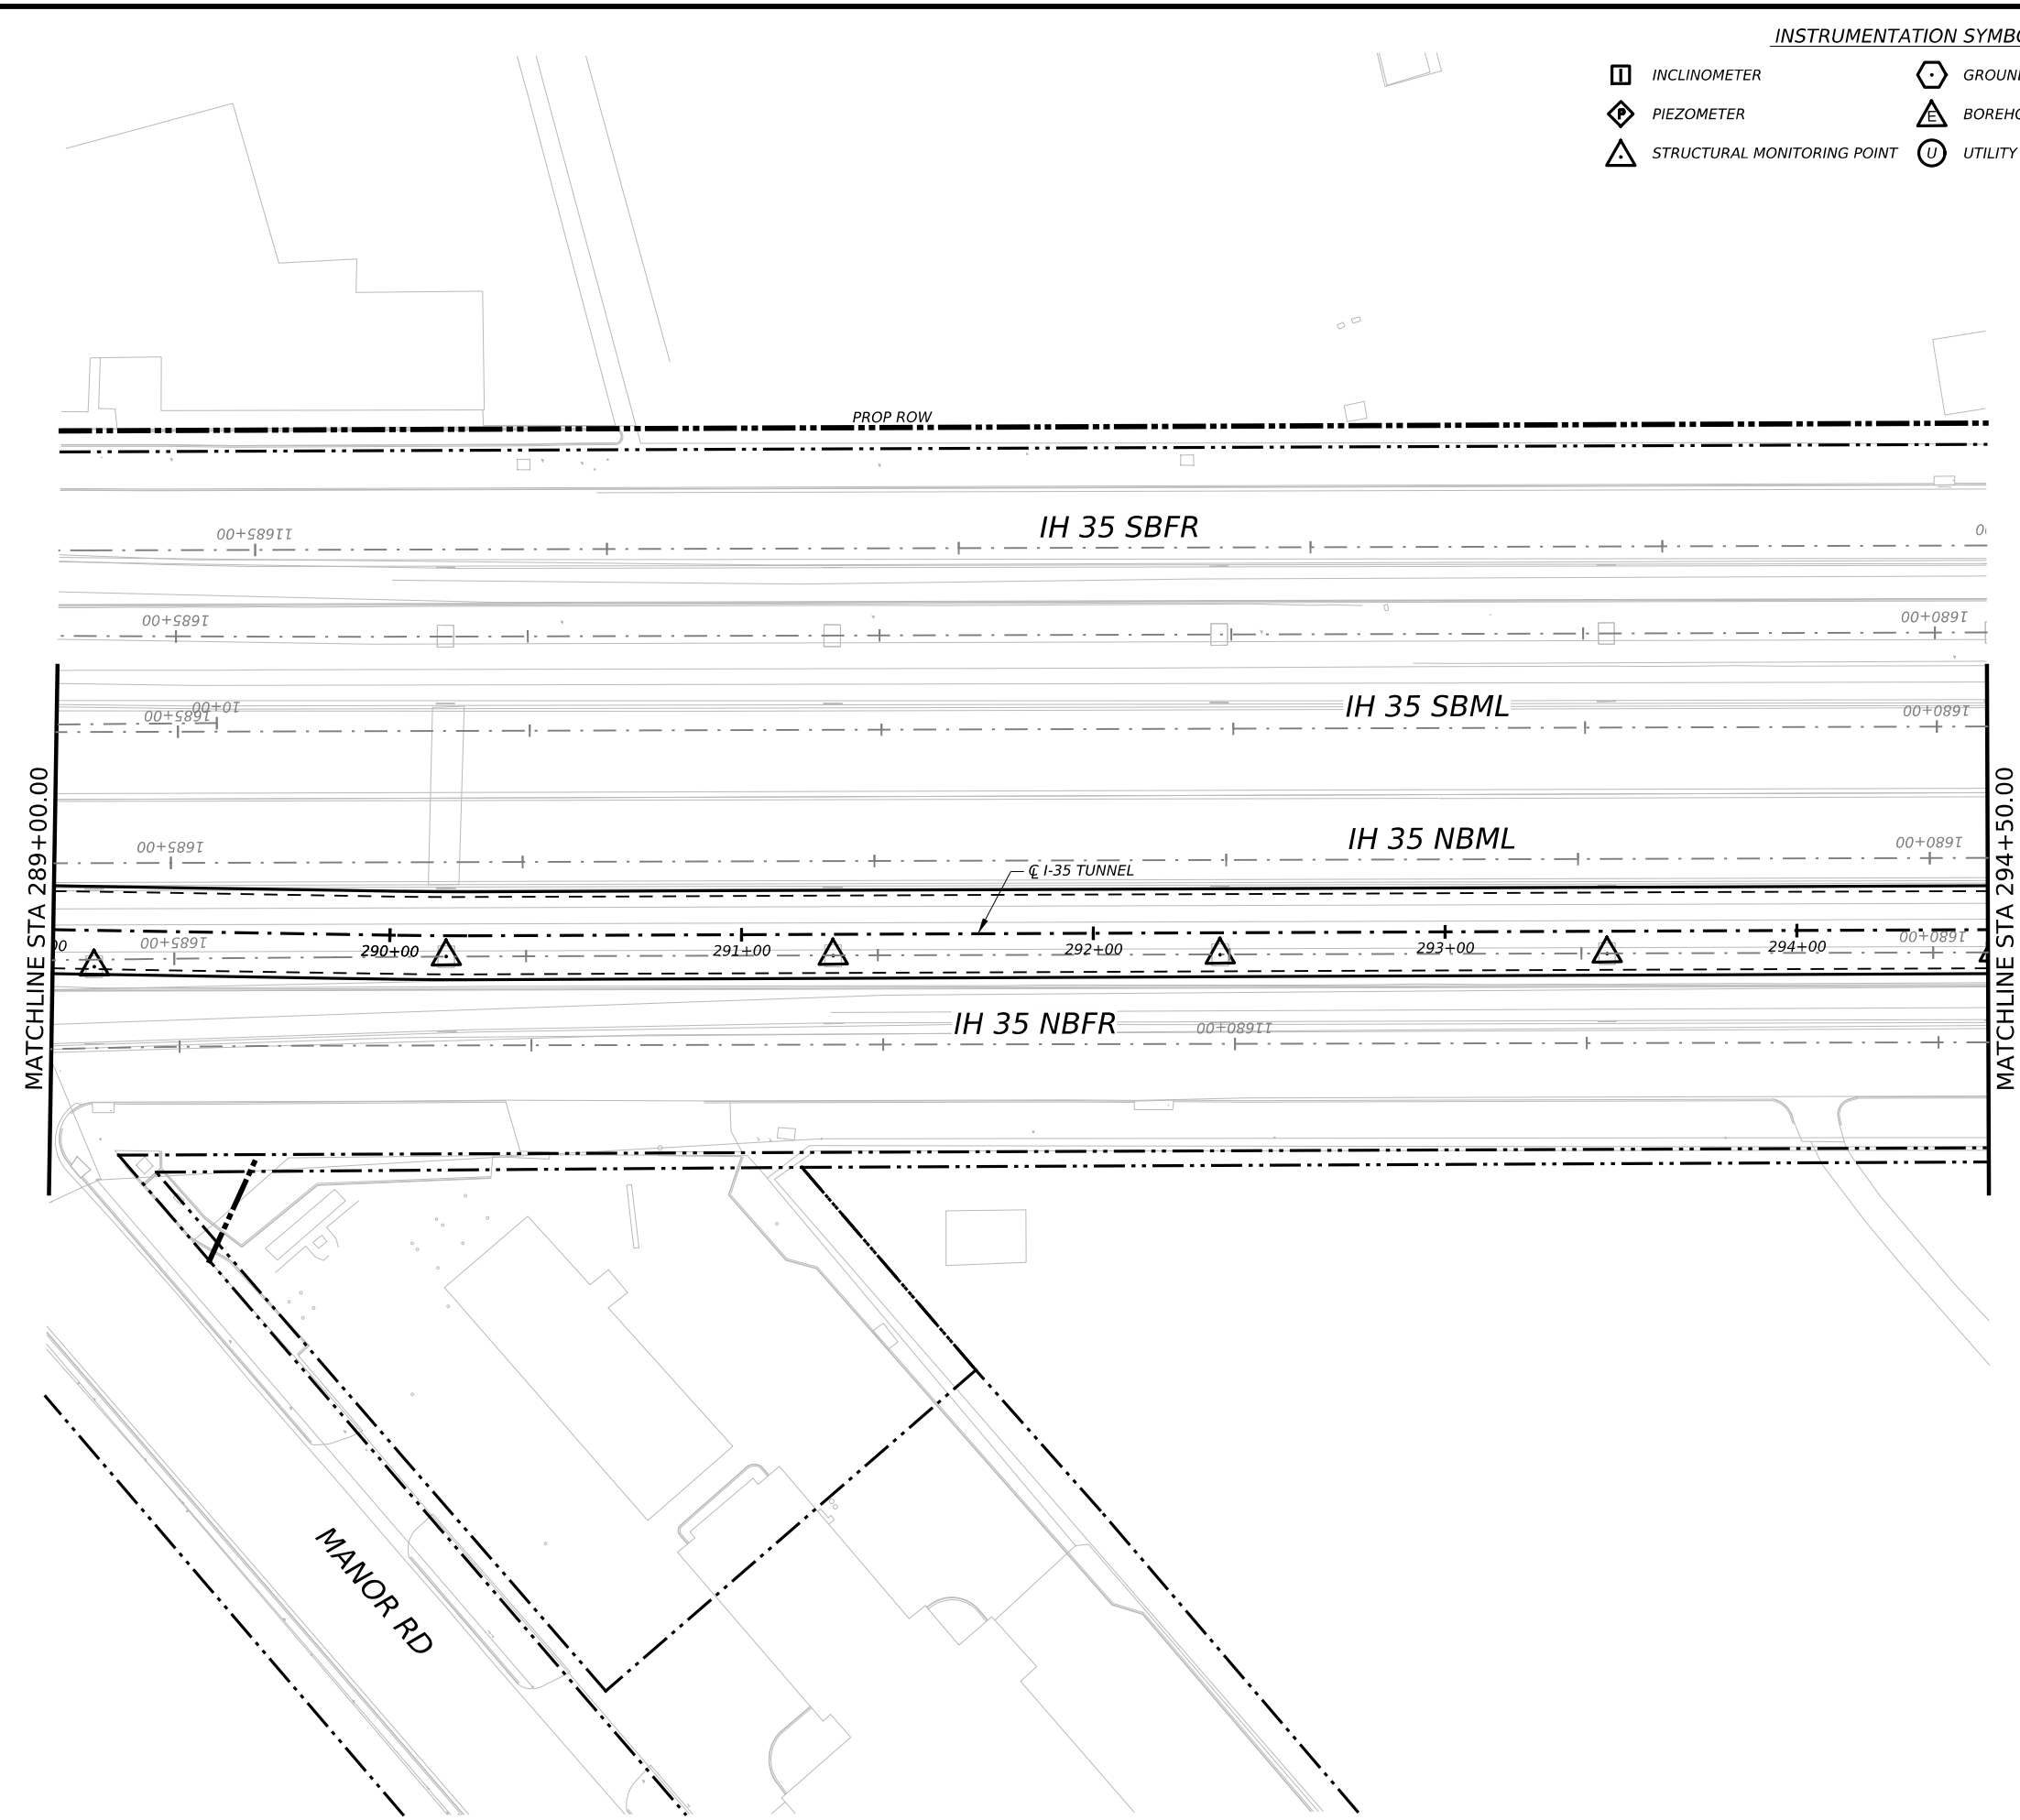 INSTRUMENTATION SYMBO
INCLINOMETER
GROUN
P
PIEZOMETER
E
BOREHO
STRUCTURAL MONITORING POINT
U
UTILITY
PROP ROW
IH 35 SBFR
11685+00
1685+00
1680+00
IH 35 SBML
10+00
1685+00
1680+00
IH 35 NBML
1685+00
1680+00
℄ I-35 TUNNEL
MATCHLINE STA 289+00.00
MATCHLINE STA 294+50.00
290+00
291+00
292+00
293+00
294+00
1685+00
1680+00
IH 35 NBFR
11680+00
MANOR RD